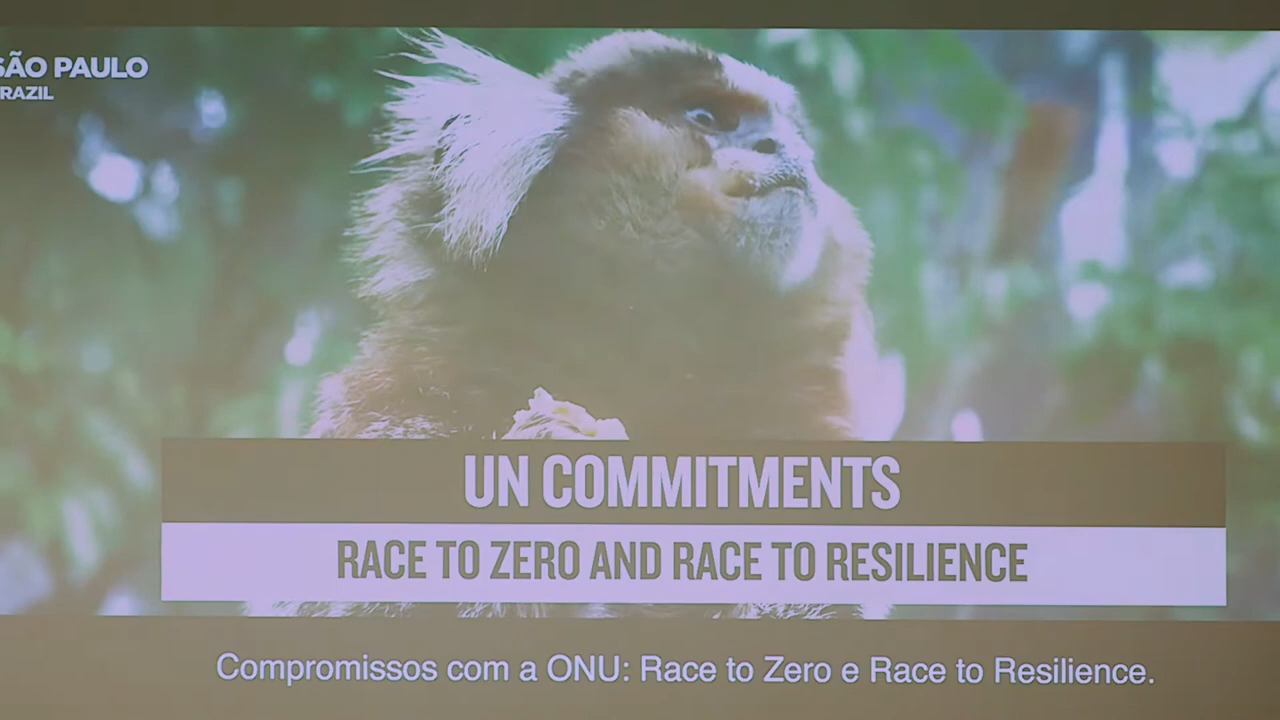 SÃO PAULO
RAZIL
UN COMMITMENTS
RACE TO ZERO AND RACE TO RESILIENCE
Compromissos com a ONU: Race to Zero e Race to Resilience.